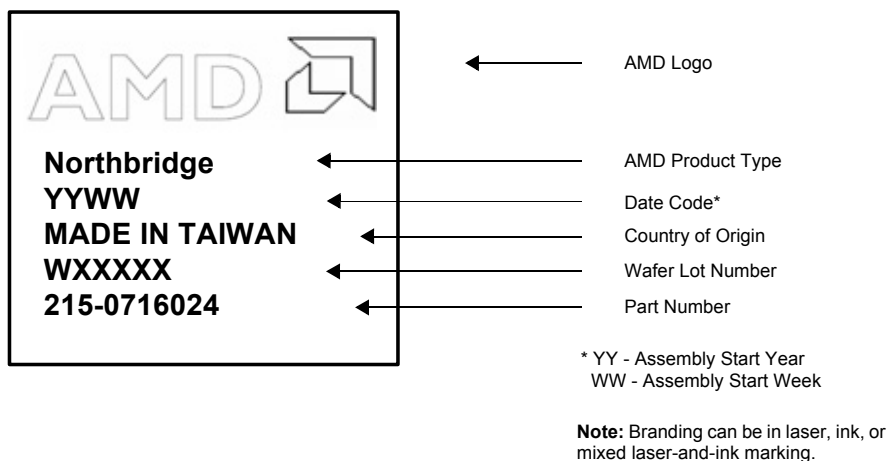 AMD
AMD Logo
Northbridge
AMD Product Type
YYWW
Date Code*
MADE IN TAIWAN
Country of Origin
WXXXXX
Wafer Lot Number
215-0716024
Part Number
* YY - Assembly Start Year
WW - Assembly Start Week
Note: Branding can be in laser, ink, or
mixed laser-and-ink marking.